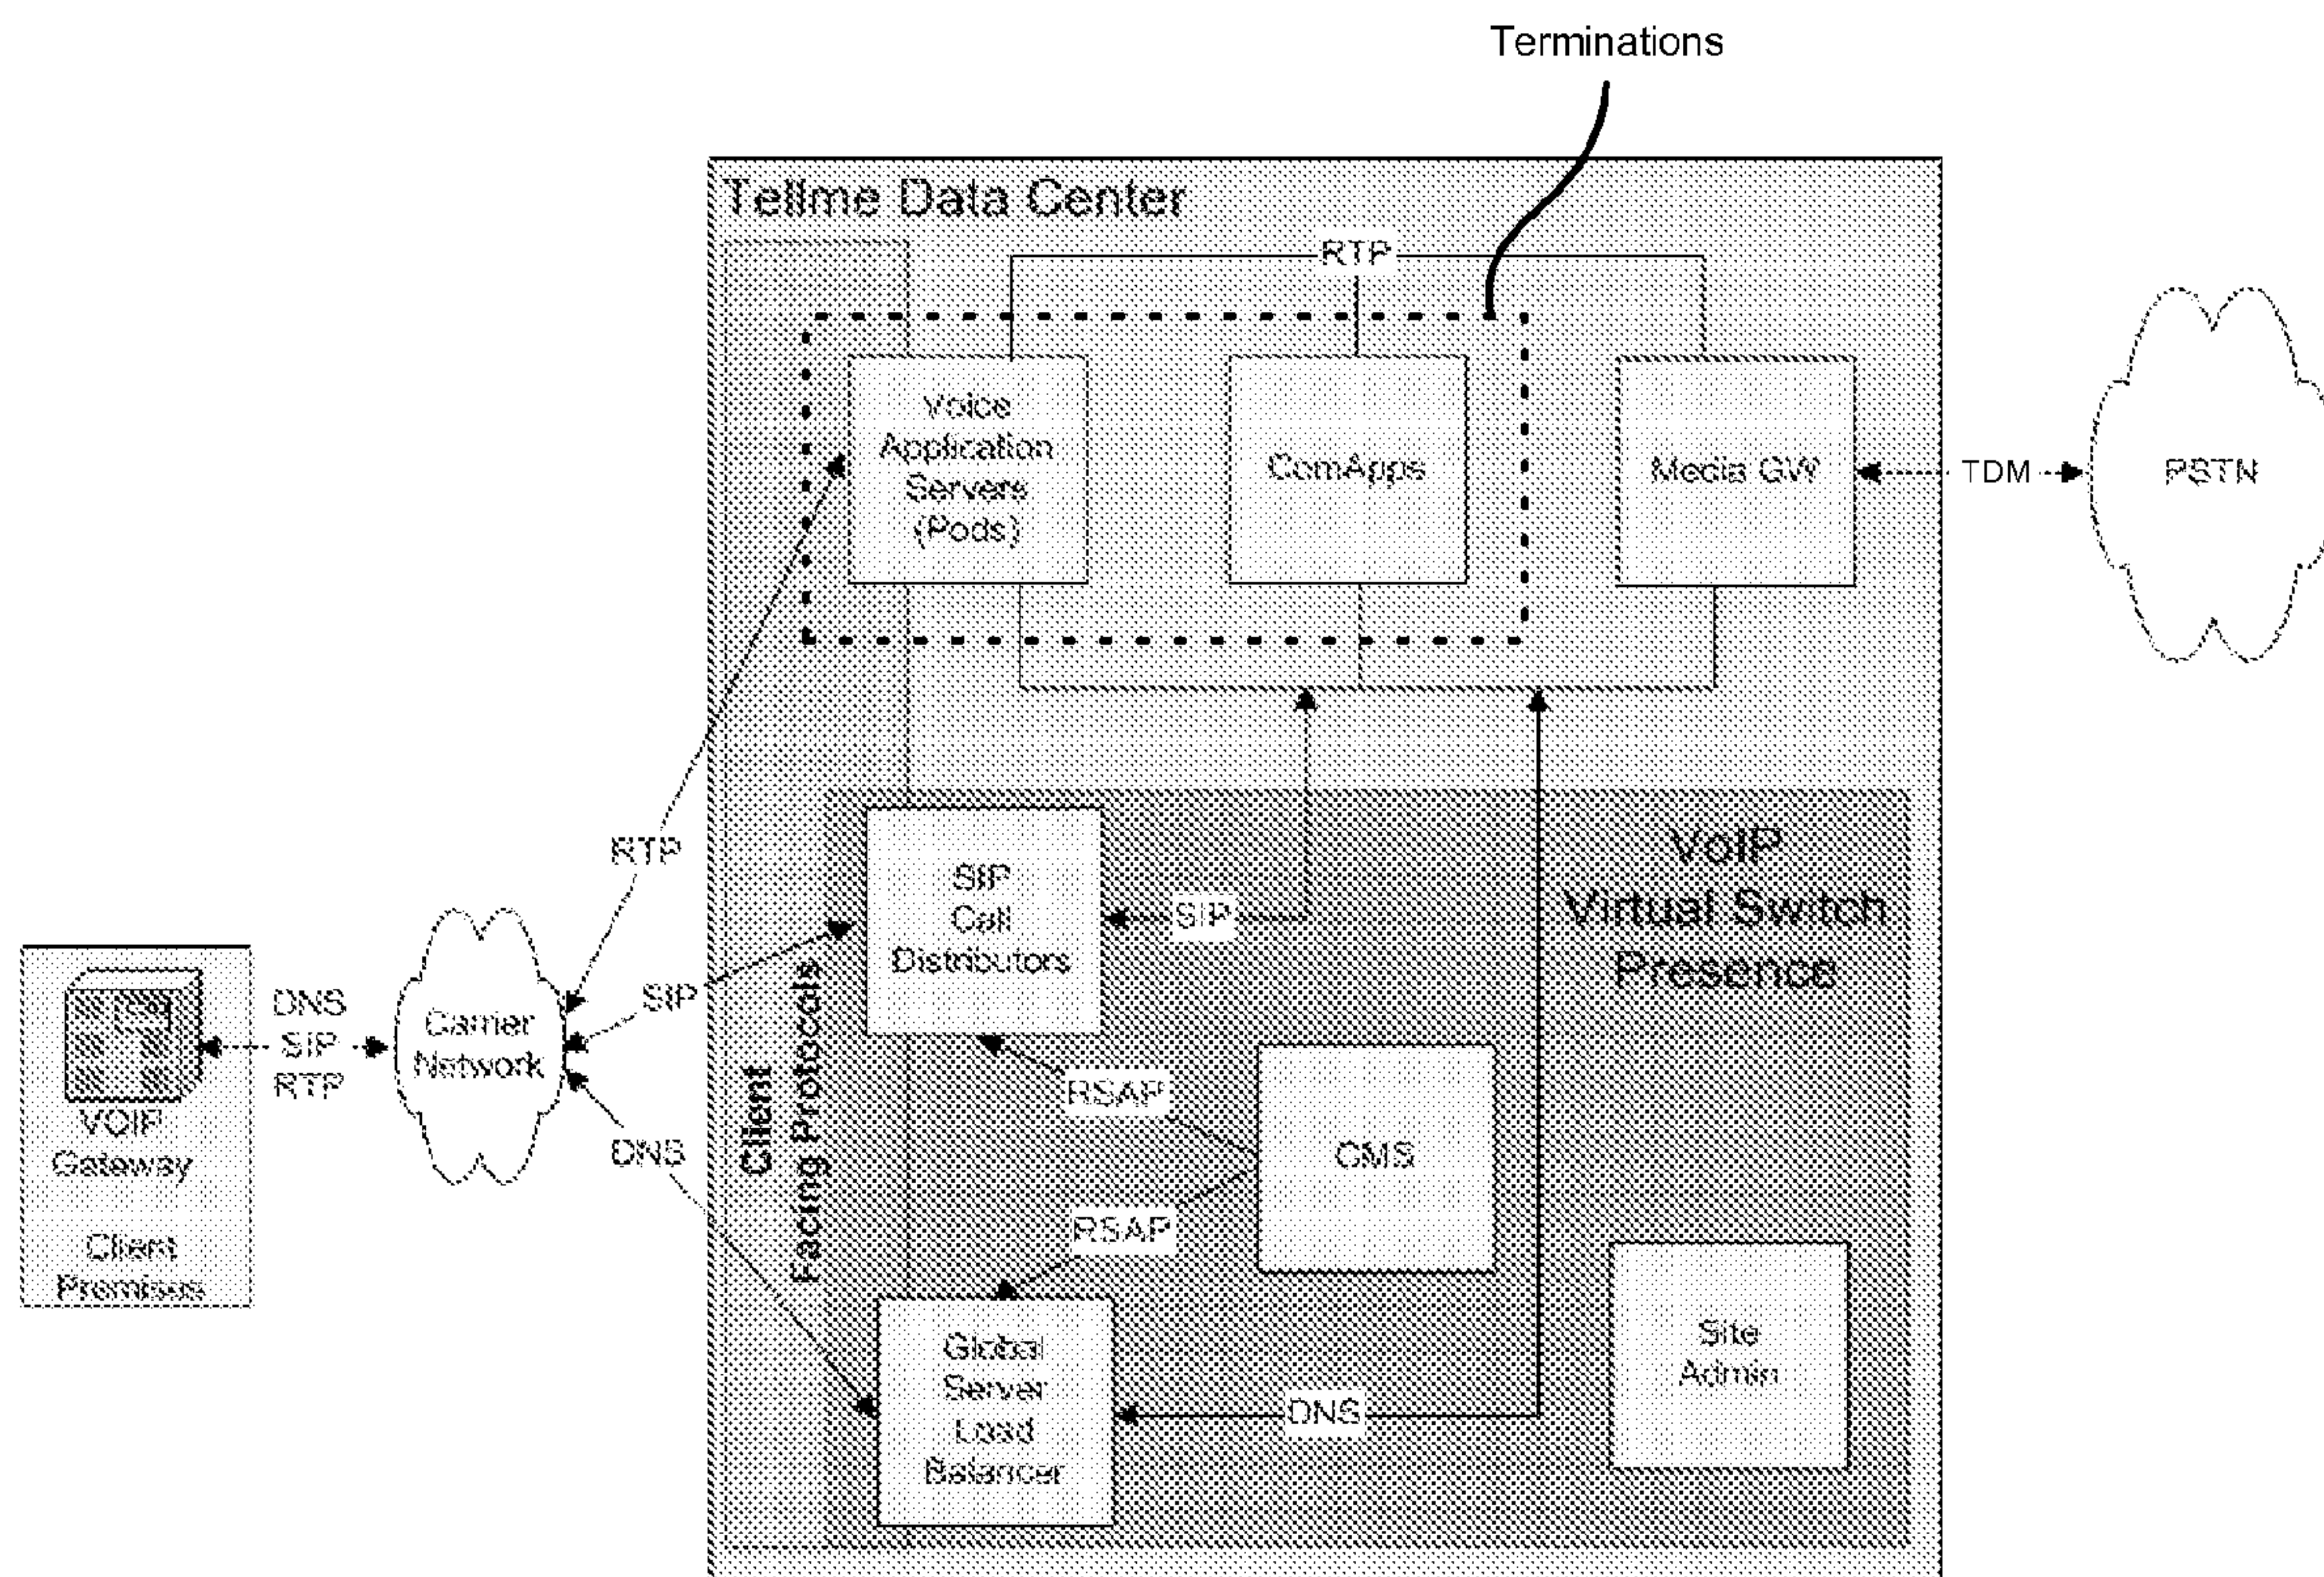 Terminations
Tellme Data Center
RTP
Voice
Application
Servers
(Pods)
ComApps
Media GW
TDM
PSTN
RTP
SIP
Call
Distributors
SIP
VoIP
Virtual Switch
Presence
DNS
SIP
RTP
Carrier
Network
SIP
DNS
VOIP
Gateway
Client
Premises
Client
Facing Protocols
RSAP
RSAP
CMS
Global
Server
Load
Balancer
DNS
Site
Admin